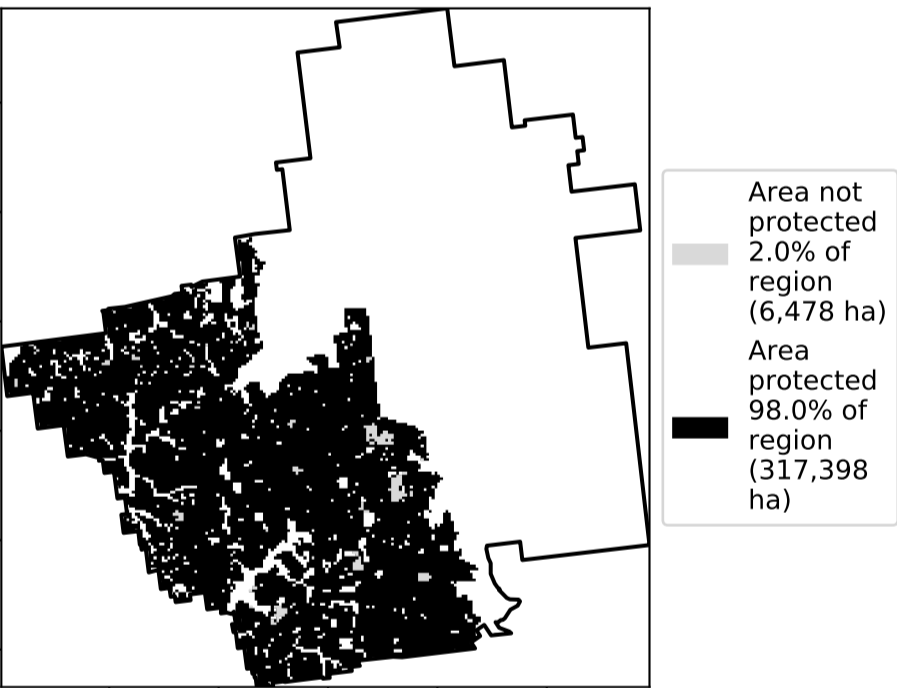 Area not
protected
2.0% of
region
(6,478 ha)
Area
protected
98.0% of
region
(317,398
ha)